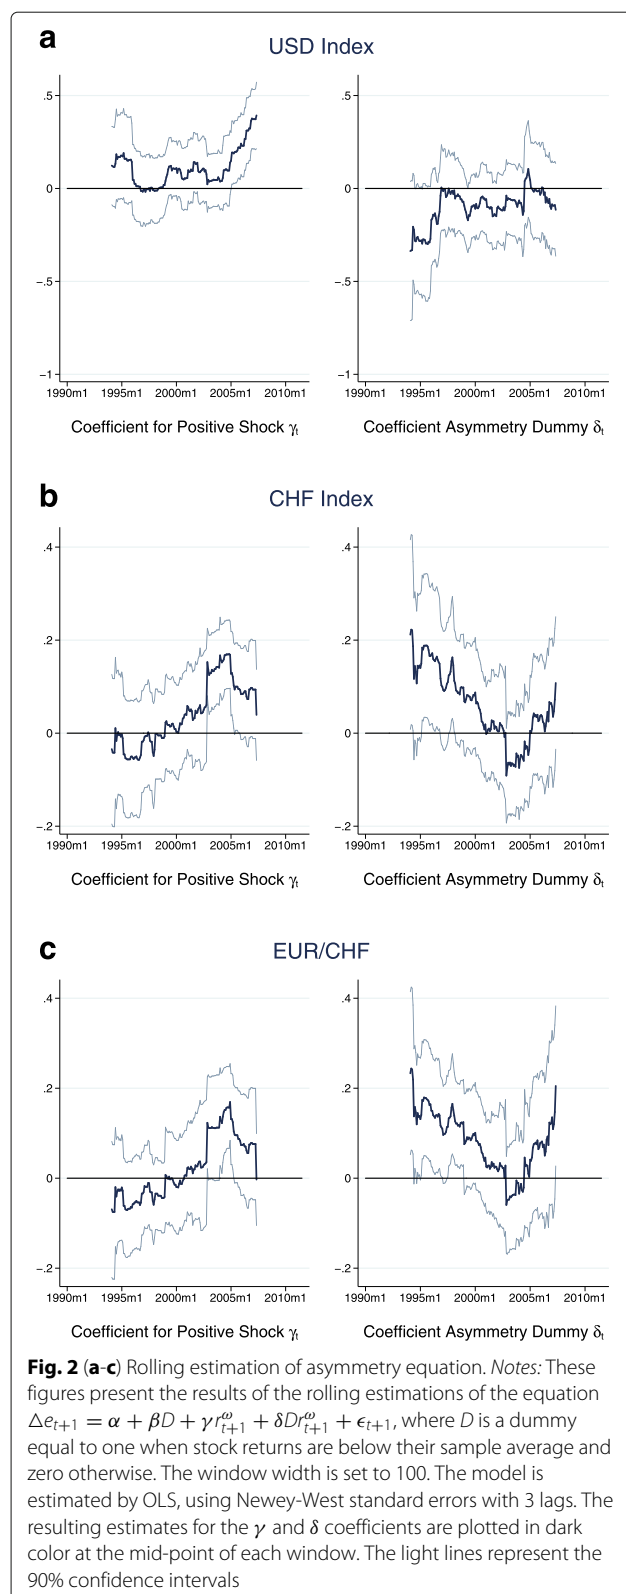 a
USD Index
.5
0
−.5
−1
1990m1 1995m1 2000m1 2005m1 2010m1
Coefficient for Positive Shock γt
1990m1 1995m1 2000m1 2005m1 2010m1
Coefficient Asymmetry Dummy δt
.5
0
−.5
−1
b
CHF Index
.4
.2
0
−.2
1990m1 1995m1 2000m1 2005m1 2010m1
Coefficient for Positive Shock γt
.4
.2
0
−.2
1990m1 1995m1 2000m1 2005m1 2010m1
Coefficient Asymmetry Dummy δt
c
EUR/CHF
.4
.2
0
−.2
1990m1 1995m1 2000m1 2005m1 2010m1
Coefficient for Positive Shock γt
.4
.2
0
−.2
1990m1 1995m1 2000m1 2005m1 2010m1
Coefficient Asymmetry Dummy δt
Fig. 2 (a-c) Rolling estimation of asymmetry equation. Notes: These
figures present the results of the rolling estimations of the equation
△et+1 = α + βD + γrωt+1 + δDrωt+1 + ϵt+1, where D is a dummy
equal to one when stock returns are below their sample average and
zero otherwise. The window width is set to 100. The model is
estimated by OLS, using Newey-West standard errors with 3 lags. The
resulting estimates for the γ and δ coefficients are plotted in dark
color at the mid-point of each window. The light lines represent the
90% confidence intervals